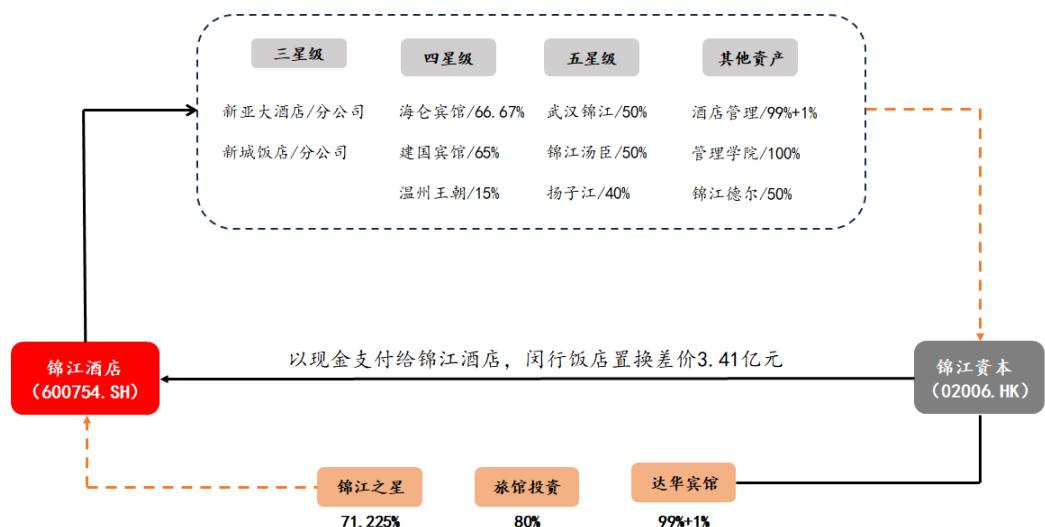 三星级 四星级 五星级 其他资产
新亚大酒店/分公司 海仑宾馆/66.67% 武汉锦江/50% 酒店管理/99%+1%
新城饭店/分公司 建国宾馆/65% 锦江汤臣/50% 管理学院/100%
温州王朝/15% 扬子江/40% 锦江德尔/50%
以现金支付给锦江酒店，闵行饭店置换差价3.41亿元
锦江酒店
（600754.SH）
锦江资本
（02006.HK）
锦江之星 旅馆投资 达华宾馆
71.225% 80% 99%+1%